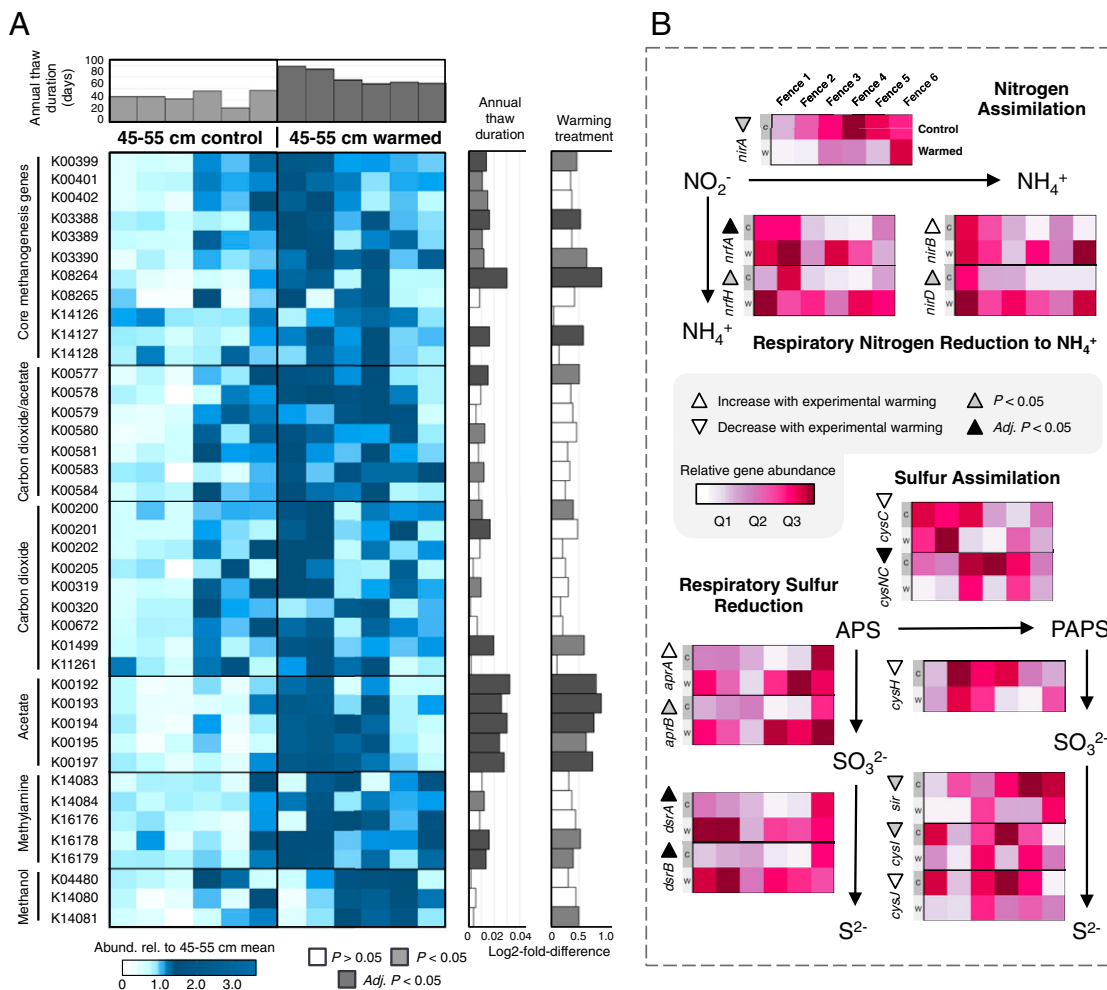 A
Annual thaw
duration
(days)
100
80
60
40
20
0
45-55 cm control
45-55 cm warmed
Annual
thaw
duration
Warming
treatment
Core methanogenesis genes
K00399
K00401
K00402
K03388
K03389
K03390
K08264
K08265
K14126
K14127
K14128
Carbon dioxide/acetate
K00577
K00578
K00579
K00580
K00581
K00583
K00584
Carbon dioxide
K00200
K00201
K00202
K00205
K00319
K00320
K00672
K01499
K11261
Acetate
K00192
K00193
K00194
K00195
K00197
Methylamine
K14083
K14084
K16176
K16178
K16179
Methanol
K04480
K14080
K14081
0 0.02 0.04
0 0.5 1.0
Log2-fold-difference
Abund. rel. to 45-55 cm mean
0 1.0 2.0 3.0
P > 0.05
P < 0.05
Adj. P < 0.05
B
Fence 1
Fence 2
Fence 3
Fence 4
Fence 5
Fence 6
Nitrogen
Assimilation
nirA
C
W
Control
Warmed
NO₂⁻
NH₄⁺
nrfA
C
W
nrfH
C
W
nirB
C
W
nirD
C
W
NH₄⁺
Respiratory Nitrogen Reduction to NH₄⁺
Increase with experimental warming
P < 0.05
Decrease with experimental warming
Adj. P < 0.05
Relative gene abundance
Q1 Q2 Q3
Sulfur Assimilation
cysC
C
W
cysNC
C
W
Respiratory Sulfur
Reduction
APS
PAPS
aprA
C
W
aprB
C
W
cysH
C
W
SO₃²⁻
SO₃²⁻
dsrA
C
W
dsrB
C
W
sir
C
W
cysI
C
W
cysJ
C
W
S²⁻
S²⁻